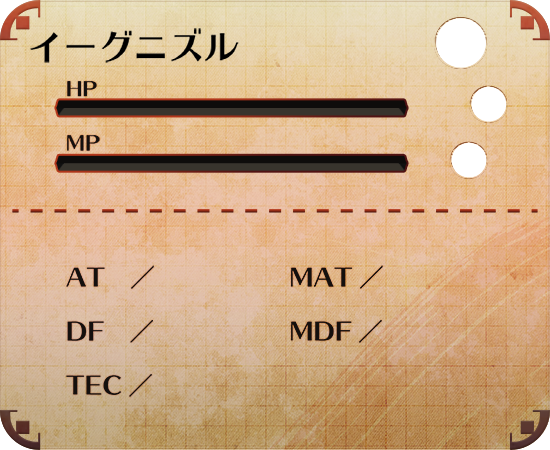 イーグニズル
HP
MP
AT ／ MAT ／
DF ／ MDF ／
TEC ／